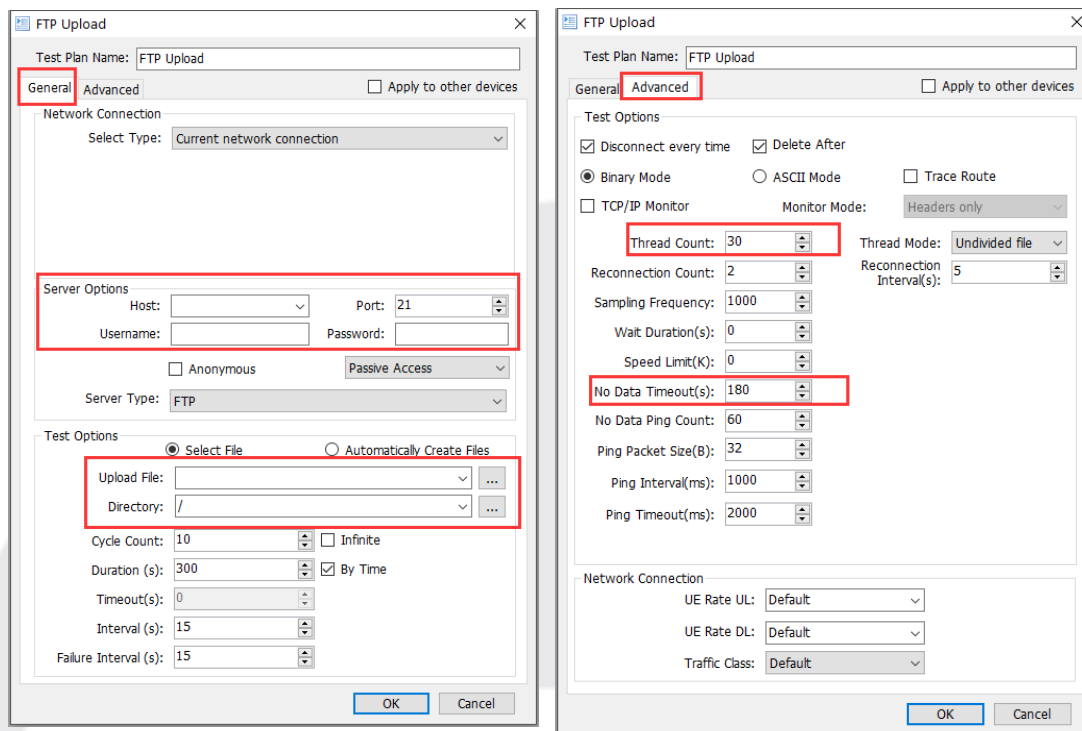 FTP Upload
Test Plan Name: FTP Upload
General Advanced Apply to other devices
Network Connection
Select Type: Current network connection
Server Options
Host: Port: 21
Username: Password:
Anonymous Passive Access
Server Type: FTP
Test Options
Select File Automatically Create Files
Upload File: ...
Directory: / ...
Cycle Count: 10 Infinite
Duration (s): 300 By Time
Timeout(s): 0
Interval (s): 15
Failure Interval (s): 15
OK Cancel
FTP Upload
Test Plan Name: FTP Upload
General Advanced Apply to other devices
Test Options
Disconnect every time Delete After
Binary Mode ASCII Mode Trace Route
TCP/IP Monitor Monitor Mode: Headers only
Thread Count: 30 Thread Mode: Undivided file
Reconnection Count: 2 Reconnection Interval(s): 5
Sampling Frequency: 1000
Wait Duration(s): 0
Speed Limit(K): 0
No Data Timeout(s): 180
No Data Ping Count: 60
Ping Packet Size(B): 32
Ping Interval(ms): 1000
Ping Timeout(ms): 2000
Network Connection
UE Rate UL: Default
UE Rate DL: Default
Traffic Class: Default
OK Cancel